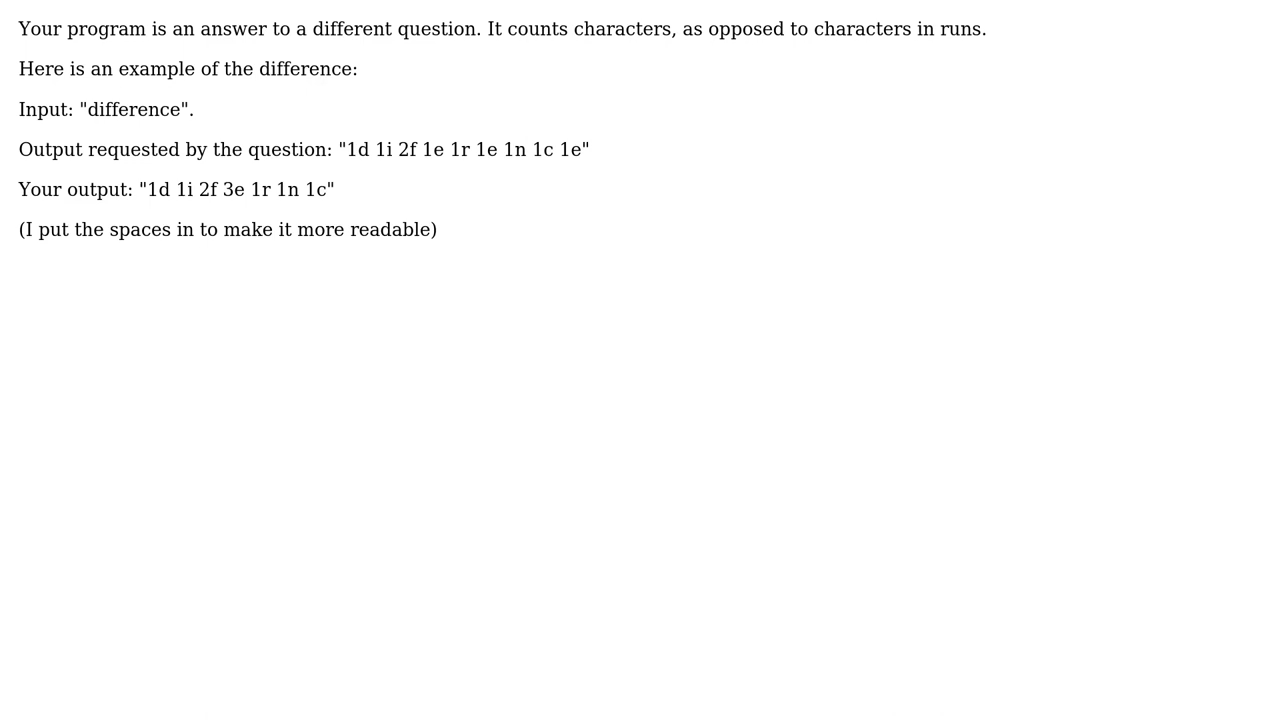 Your program is an answer to a different question. It counts characters, as opposed to characters in runs.
Here is an example of the difference:
Input: "difference".
Output requested by the question: "1d 1i 2f 1e 1r 1e 1n 1c 1e"
Your output: "1d 1i 2f 3e 1r 1n 1c"
(I put the spaces in to make it more readable)